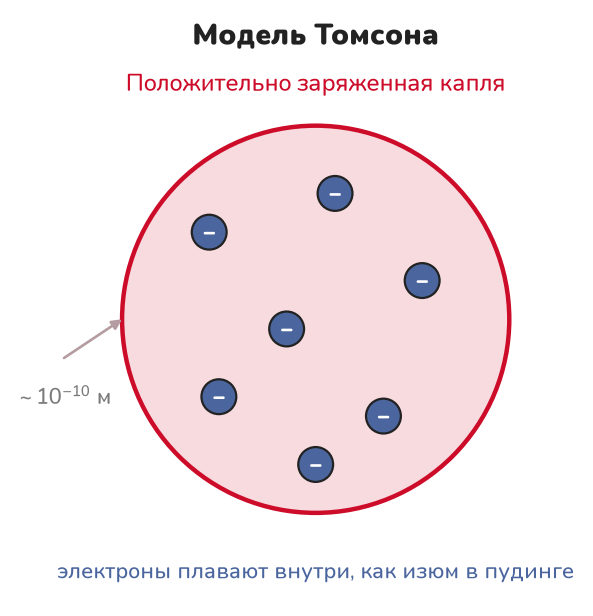 Модель Томсона
Положительно заряженная капля
−
−
−
−
~ 10⁻¹⁰ м
−
−
−
электроны плавают внутри, как изюм в пудинге